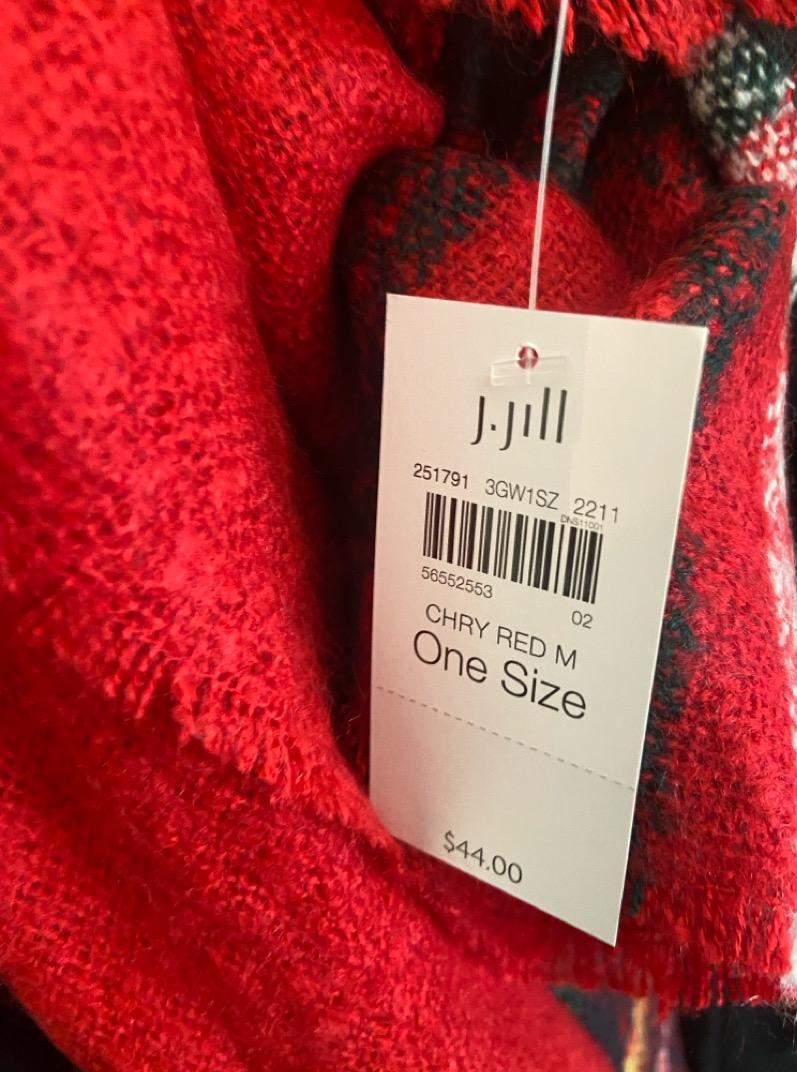 J.Jill
251791 3GW1SZ 2211
DNS11001
56552553 02
CHRY RED M
One Size
$44.00